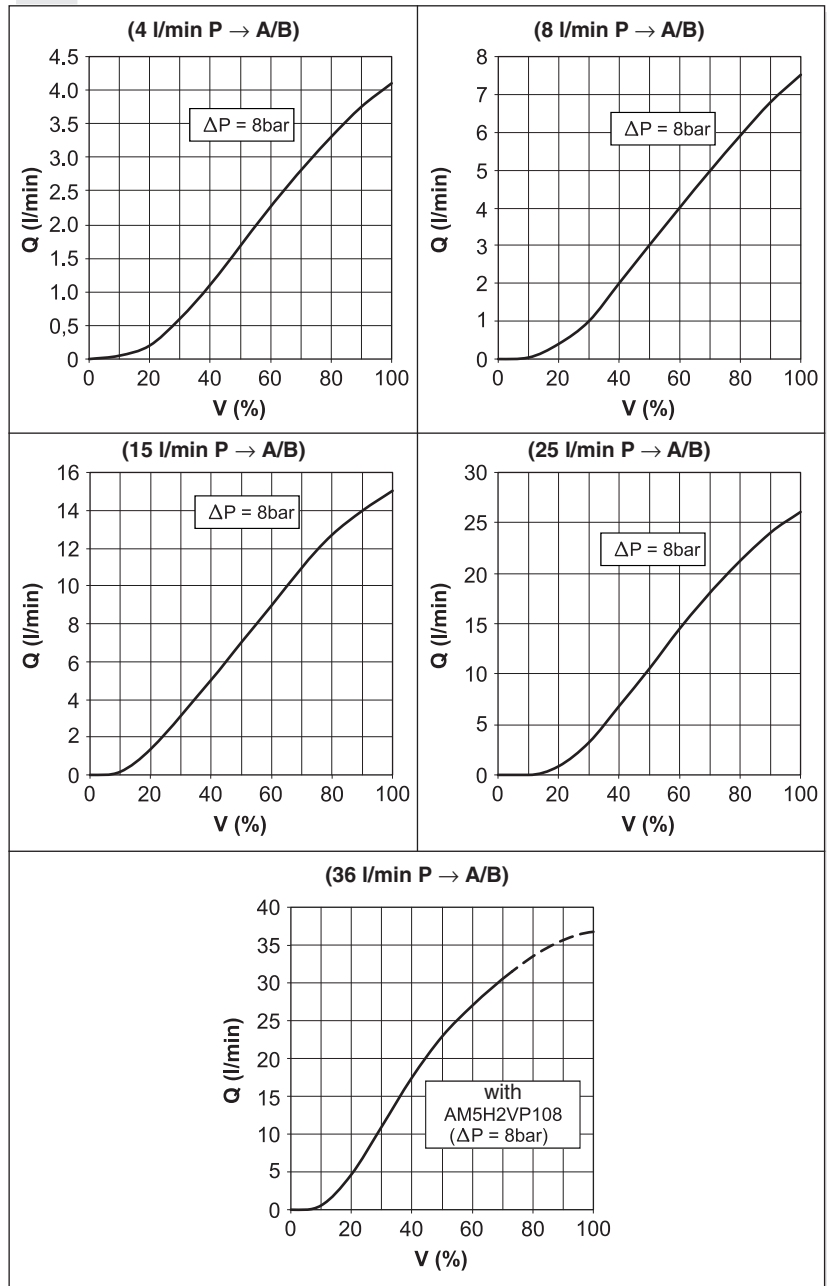 (4 l/min P → A/B)
4.5
4.0
3.5
3.0
2.5
2.0
1.5
1.0
0,5
0
Q (l/min)
ΔP = 8bar
0 20 40 60 80 100
V (%)
(8 l/min P → A/B)
8
7
6
5
4
3
2
1
0
Q (l/min)
ΔP = 8bar
0 20 40 60 80 100
V (%)
(15 l/min P → A/B)
16
14
12
10
8
6
4
2
0
Q (l/min)
ΔP = 8bar
0 20 40 60 80 100
V (%)
(25 l/min P → A/B)
30
25
20
15
10
5
0
Q (l/min)
ΔP = 8bar
0 20 40 60 80 100
V (%)
(36 l/min P → A/B)
40
35
30
25
20
15
10
5
0
Q (l/min)
with
AM5H2VP108
(ΔP = 8bar)
0 20 40 60 80 100
V (%)